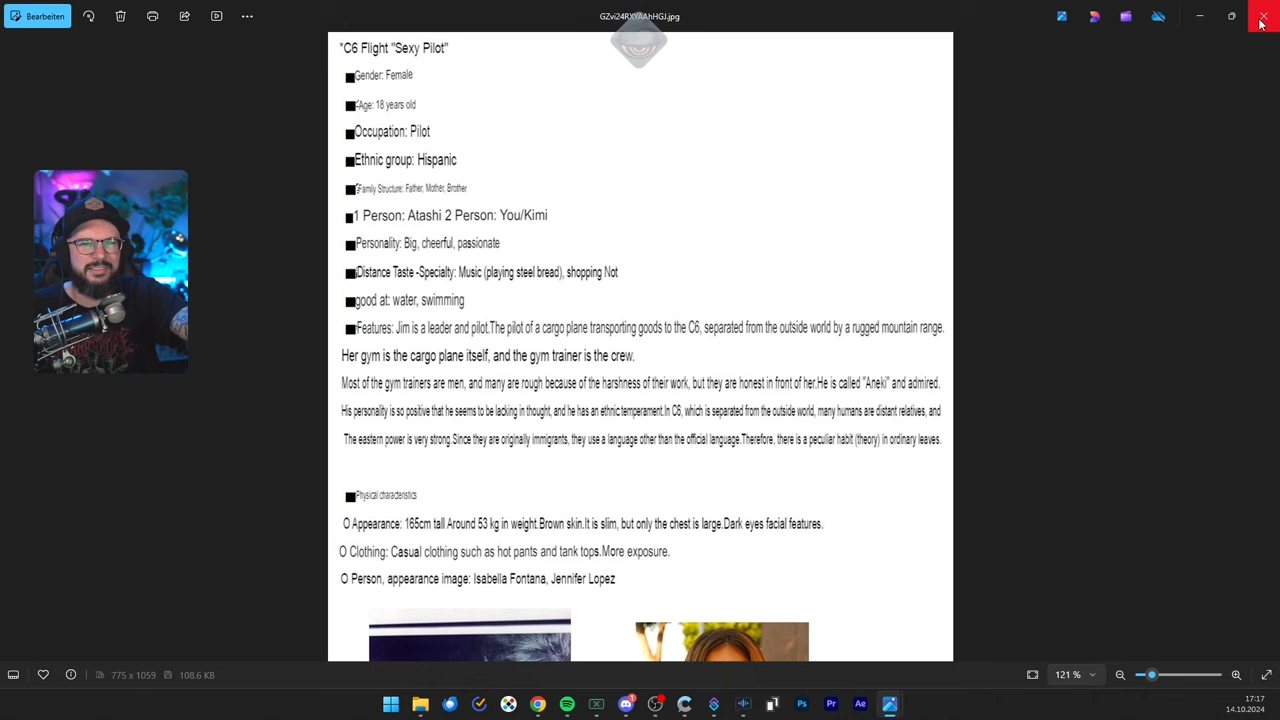 Bearbeiten
GZvi24RXYAAhHGJ.jpg
*C6 Flight "Sexy Pilot"
Gender: Female
Age: 18 years old
Occupation: Pilot
Ethnic group: Hispanic
Family Structure: Father, Mother, Brother
1 Person: Atashi 2 Person: You/Kimi
Personality: Big, cheerful, passionate
Distance Taste -Specialty: Music (playing steel bread), shopping Not
good at: water, swimming
Features: Jim is a leader and pilot.The pilot of a cargo plane transporting goods to the C6, separated from the outside world by a rugged mountain range.
Her gym is the cargo plane itself, and the gym trainer is the crew.
Most of the gym trainers are men, and many are rough because of the harshness of their work, but they are honest in front of her.He is called "Aneki" and admired.
His personality is so positive that he seems to be lacking in thought, and he has an ethnic temperament.In C6, which is separated from the outside world, many humans are distant relatives, and
The eastern power is very strong.Since they are originally immigrants, they use a language other than the official language.Therefore, there is a peculiar habit (theory) in ordinary leaves.
Physical characteristics
O Appearance: 165cm tall Around 53 kg in weight.Brown skin.It is slim, but only the chest is large.Dark eyes facial features.
O Clothing: Casual clothing such as hot pants and tank tops.More exposure.
O Person, appearance image: Isabella Fontana, Jennifer Lopez
775 x 1059
108.6 KB
121 %
17:17
14.10.2024